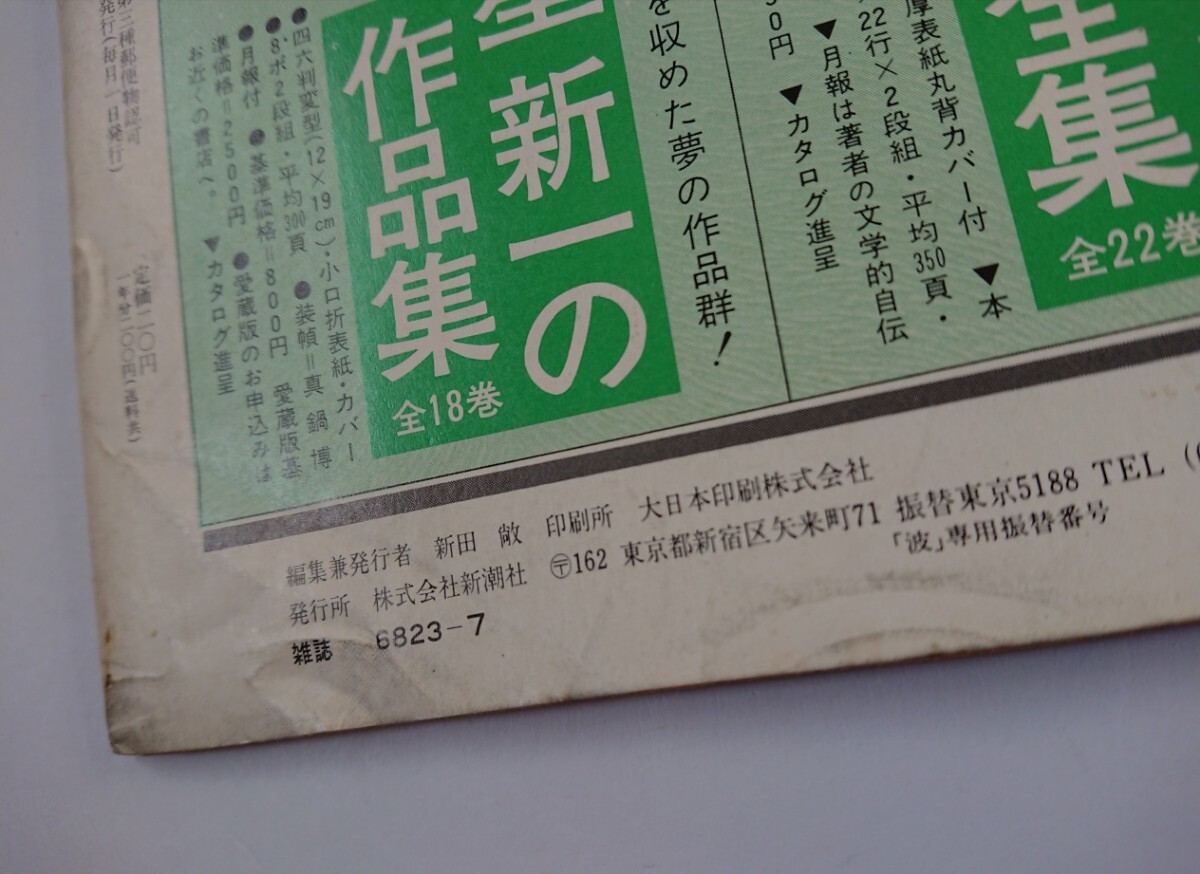 全集
全22巻
厚表紙丸背カバー付 ▼本
22行×2段組・平均350頁・
▼月報は著者の文学的自伝
0円 ▼カタログ進呈
を収めた夢の作品群！
新一の
作品集
全18巻
●四六判変型(12×19cm)・小口折表紙・カバー
●8ポ2段組・平均300頁 ●装幀＝真鍋 博
●月報付 ●基準価格＝800円 愛蔵版基
準価格＝2500円 ●愛蔵版のお申込みは
お近くの書店へ。 ▼カタログ進呈
第三種郵便物認可
発行(毎月一日発行)
定価二〇円
一年分二〇〇円(送料共)
編集兼発行者 新田 敞 印刷所 大日本印刷株式会社
発行所 株式会社新潮社 〒162 東京都新宿区矢来町71 振替東京5188 TEL (
「波」専用振替番号
雑誌 6823-7